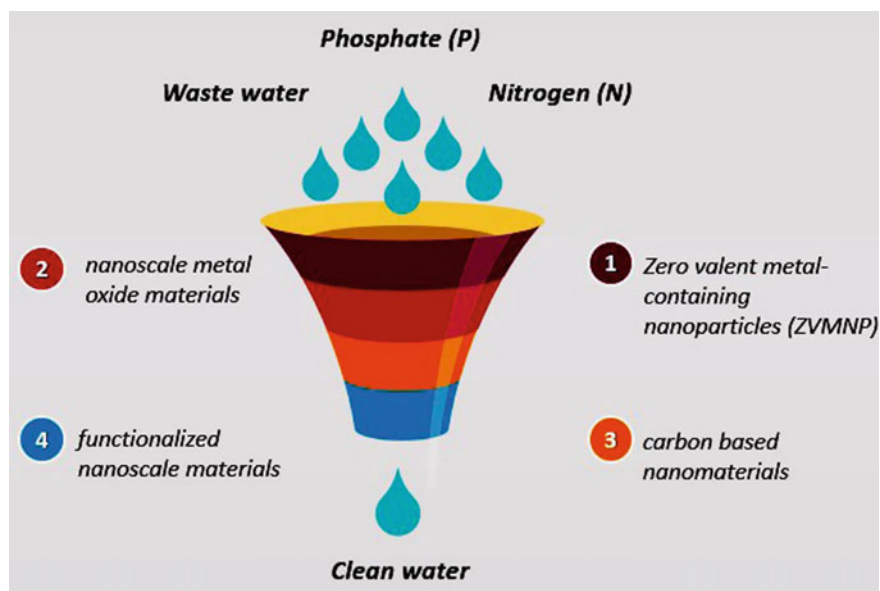 Phosphate (P)
Waste water
Nitrogen (N)
2
nanoscale metal
oxide materials
1
Zero valent metal-
containing
nanoparticles (ZVMNP)
4
functionalized
nanoscale materials
3
carbon based
nanomaterials
Clean water